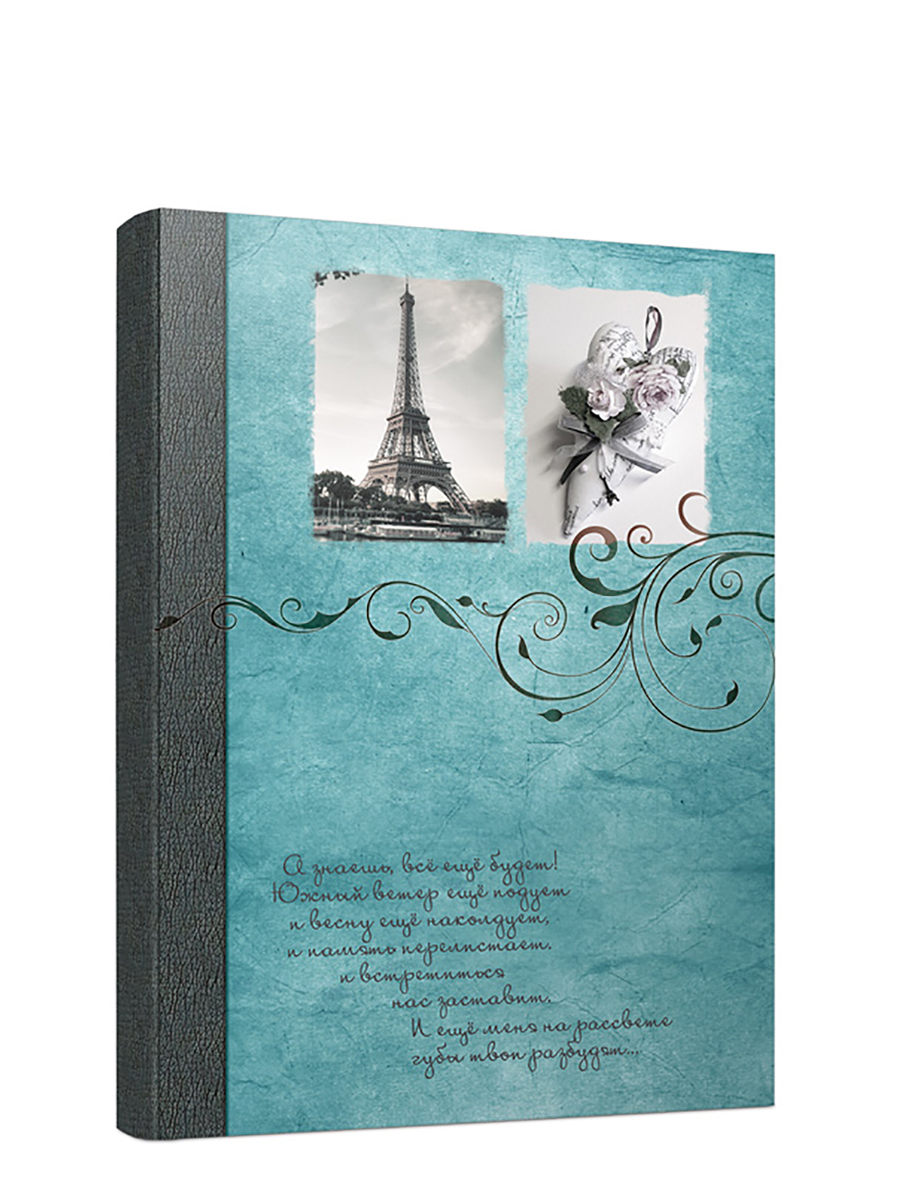 А знаешь, всё ещё будет!
Южный ветер ещё подует
и весну ещё наколдует,
и память перелистает.
и встретиться
нас заставит.
И ещё меня на рассвете
губы твои разбудят...